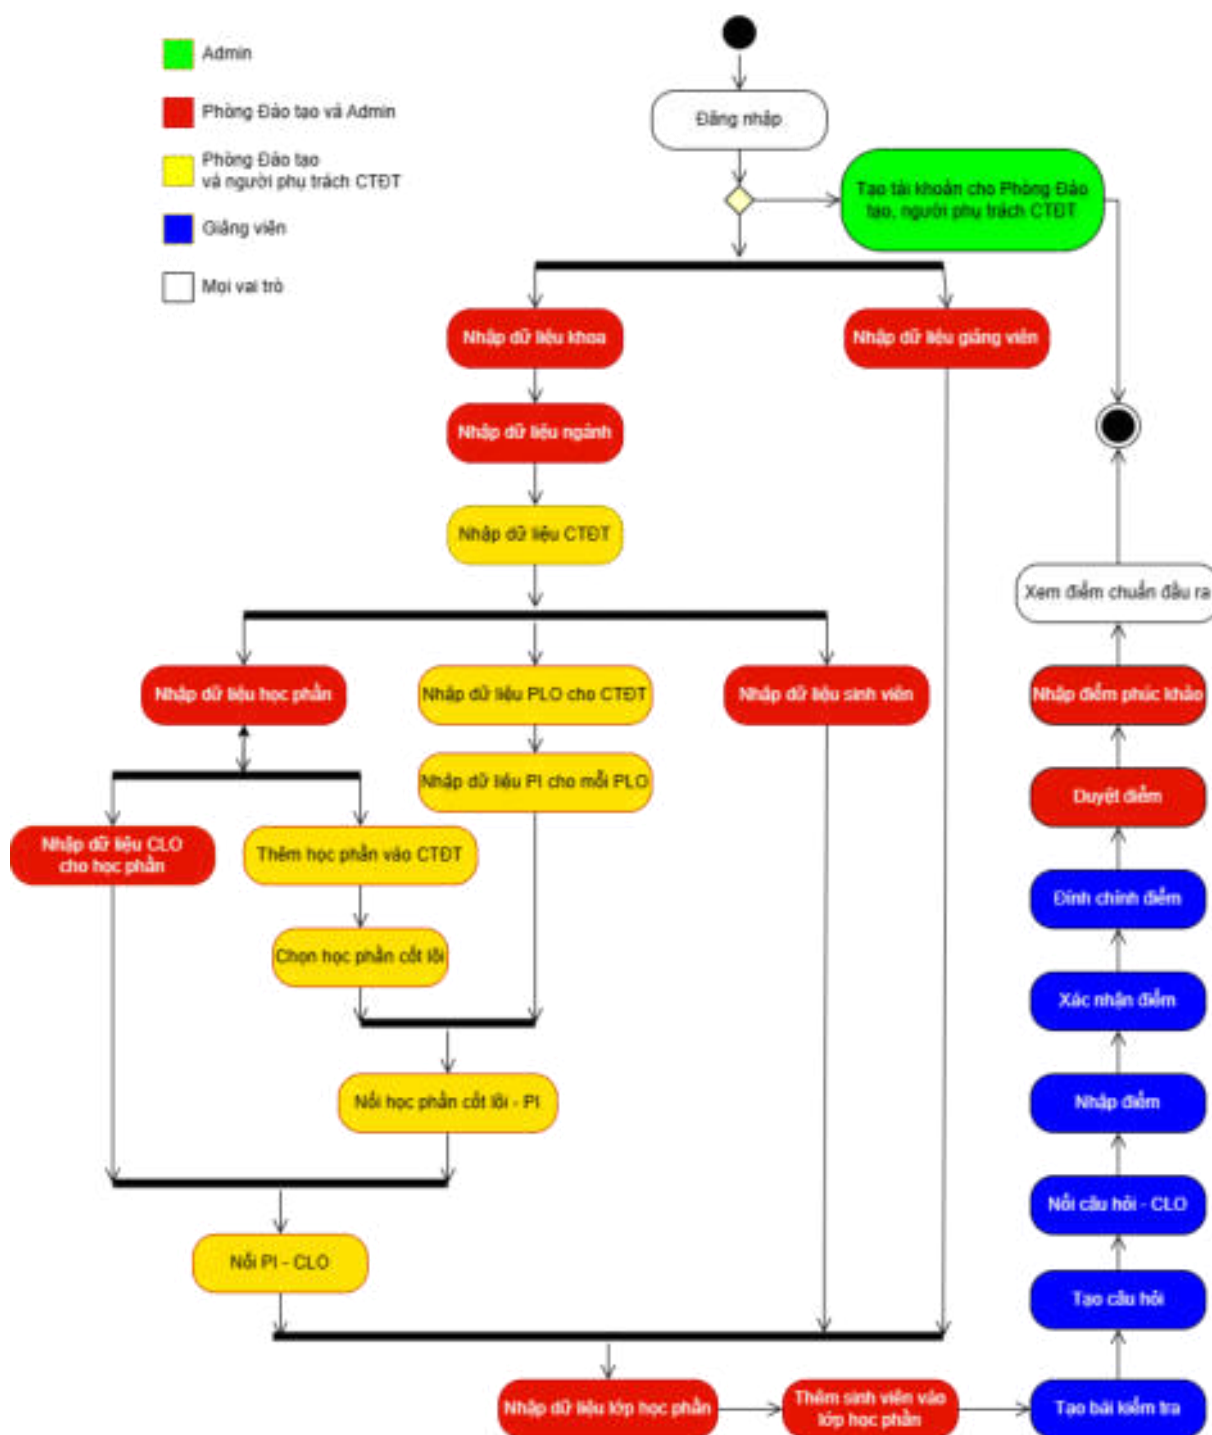 Admin
Phòng Đào tạo và Admin
Phòng Đào tạo
và người phụ trách CTĐT
Giảng viên
Mọi vai trò
Đăng nhập
Tạo tài khoản cho Phòng Đào
tạo, người phụ trách CTĐT
Nhập dữ liệu khoa
Nhập dữ liệu giảng viên
Nhập dữ liệu ngành
Nhập dữ liệu CTĐT
Xem điểm chuẩn đầu ra
Nhập dữ liệu học phần
Nhập dữ liệu PLO cho CTĐT
Nhập dữ liệu sinh viên
Nhập điểm phúc khảo
Nhập dữ liệu PI cho mỗi PLO
Duyệt điểm
Nhập dữ liệu CLO
cho học phần
Thêm học phần vào CTĐT
Đính chính điểm
Chọn học phần cốt lõi
Xác nhận điểm
Nối học phần cốt lõi - PI
Nhập điểm
Nối câu hỏi - CLO
Nối PI - CLO
Tạo câu hỏi
Nhập dữ liệu lớp học phần
Thêm sinh viên vào
lớp học phần
Tạo bài kiểm tra